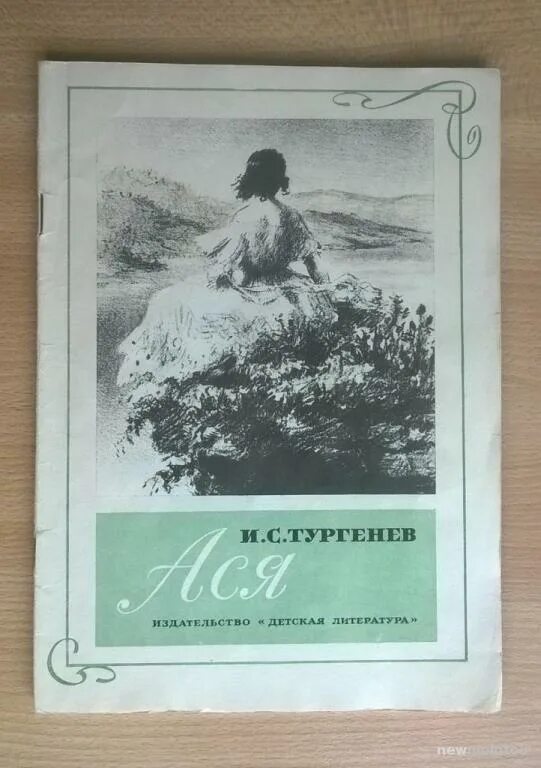 И.С.ТУРГЕНЕВ
Ася
ИЗДАТЕЛЬСТВО «ДЕТСКАЯ ЛИТЕРАТУРА»